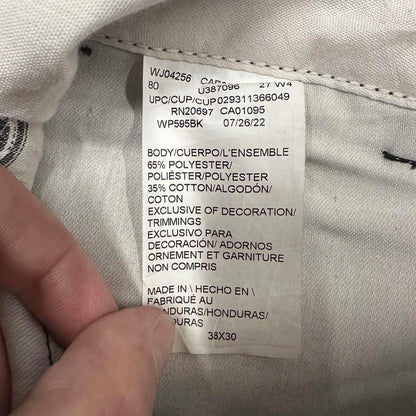 WJ04256
80 U387096 27 W4
UPC/CUP/CUP 029311366049
RN20697 CA01095
WP595BK 07/26/22
BODY/CUERPO/L'ENSEMBLE
65% POLYESTER/
POLIÉSTER/POLYESTER
35% COTTON/ALGODÓN/
COTON
EXCLUSIVE OF DECORATION/
TRIMMINGS
EXCLUSIVO PARA
DECORACIÓN/ ADORNOS
ORNEMENT ET GARNITURE
NON COMPRIS
MADE IN \ HECHO EN \
FABRIQUÉ AU
HONDURAS/HONDURAS/
38X30